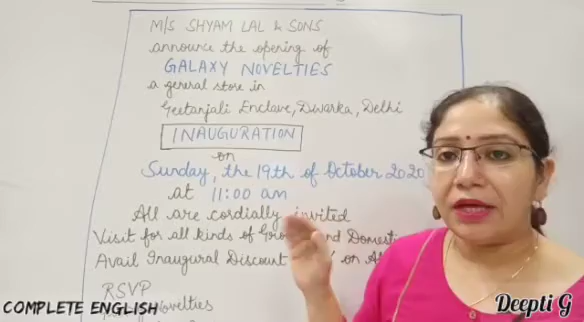 M/S SHYAM LAL & SONS
announce the opening of
GALAXY NOVELTIES
a general store in
Geetanjali Enclave, Dwarka, Delhi
INAUGURATION
on
Sunday, the 19th of October 2020
at 11:00 am
All are cordially invited
Visit for all kinds of and
Avail Inaugural Discount on
RSVP
Novelties
COMPLETE ENGLISH
Deepti G